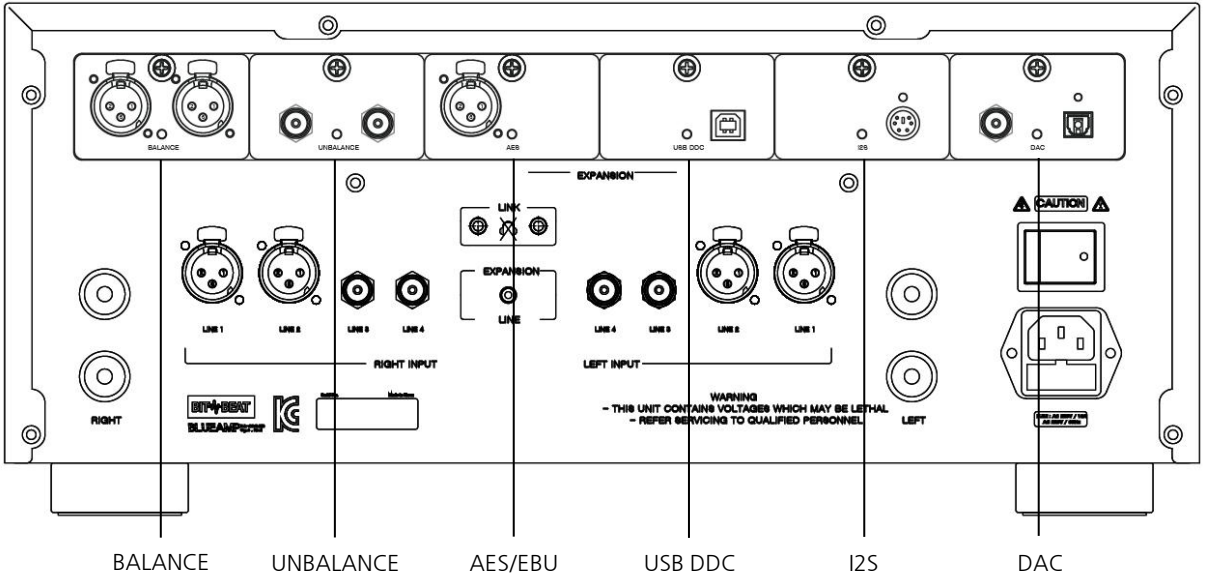 BALANCE UNBALANCE AES USB DDC I2S DAC
EXPANSION
LINK
CAUTION
EXPANSION
LINE
LINE 1 LINE 2 LINE 3 LINE 4 LINE 4 LINE 3 LINE 2 LINE 1
RIGHT INPUT LEFT INPUT
WARNING
- THIS UNIT CONTAINS VOLTAGES WHICH MAY BE LETHAL
- REFER SERVICING TO QUALIFIED PERSONNEL
RIGHT LEFT
BIT BEAT
BLUEAMP
BALANCE UNBALANCE AES/EBU USB DDC I2S DAC